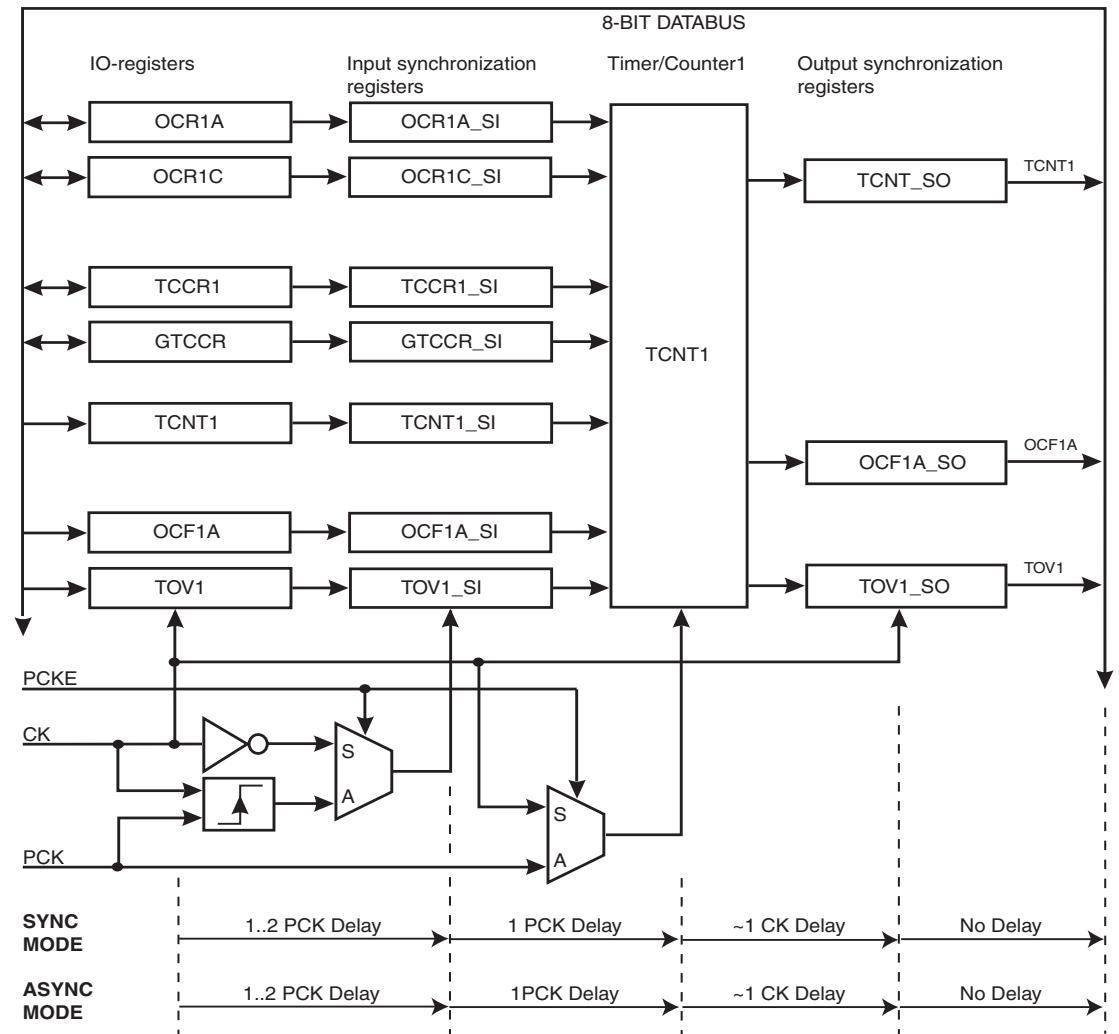 8-BIT DATABUS
IO-registers
Input synchronization
registers
Timer/Counter1
Output synchronization
registers
OCR1A
OCR1A_SI
OCR1C
OCR1C_SI
TCNT_SO
TCNT1
TCCR1
TCCR1_SI
GTCCR
GTCCR_SI
TCNT1
TCNT1
TCNT1_SI
OCF1A_SO
OCF1A
OCF1A
OCF1A_SI
TOV1
TOV1_SI
TOV1_SO
TOV1
PCKE
CK
S
A
S
A
PCK
SYNC
MODE
1..2 PCK Delay
1 PCK Delay
~1 CK Delay
No Delay
ASYNC
MODE
1..2 PCK Delay
1PCK Delay
~1 CK Delay
No Delay